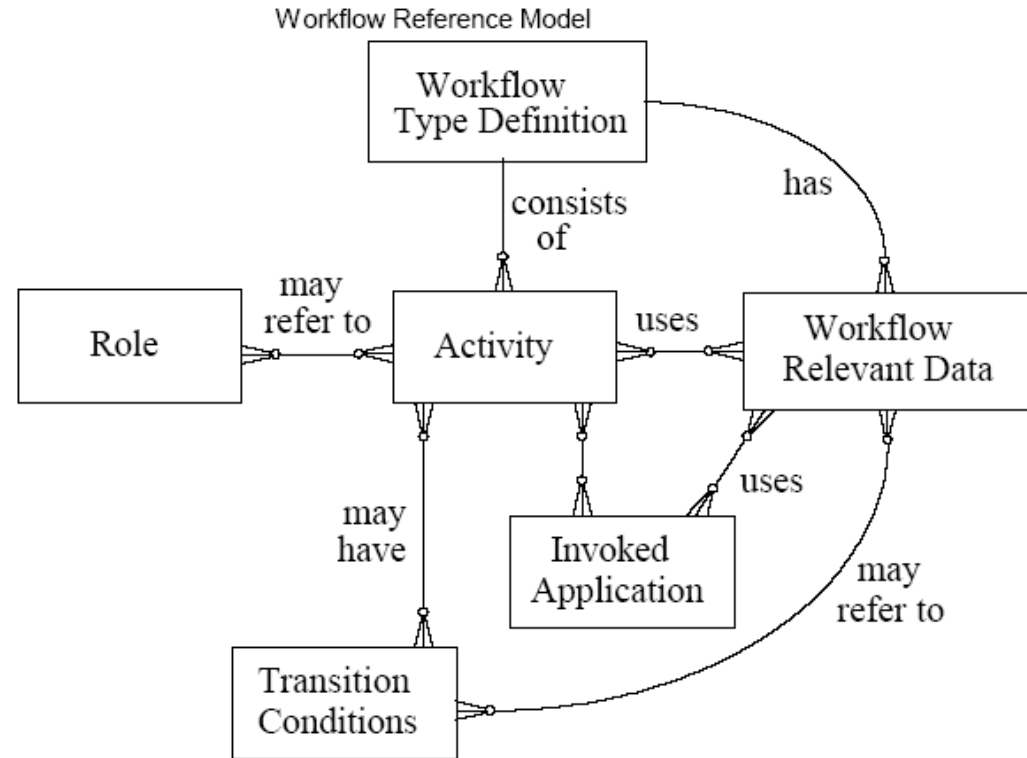 Workflow Reference Model
Workflow
Type Definition
has
consists
of
may
refer to
Role
Activity
uses
Workflow
Relevant Data
uses
may
have
Invoked
Application
may
refer to
Transition
Conditions